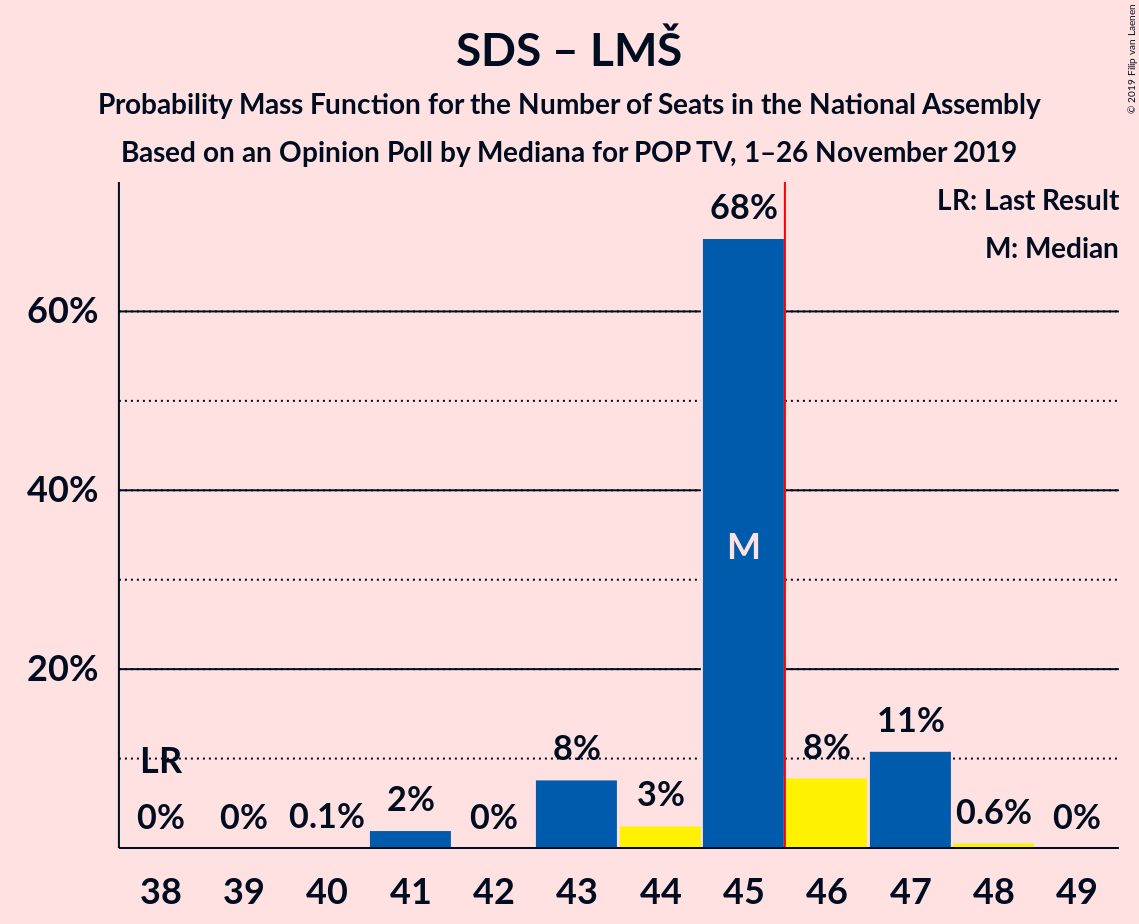 SDS – LMŠ
Probability Mass Function for the Number of Seats in the National Assembly
Based on an Opinion Poll by Mediana for POP TV, 1–26 November 2019
© 2019 Filip van Laenen
LR: Last Result
M: Median
68%
60%
40%
M
20%
11%
8%
8%
LR
3%
2%
0%
0%
0.1%
0%
0.6%
0%
38 39 40 41 42 43 44 45 46 47 48 49